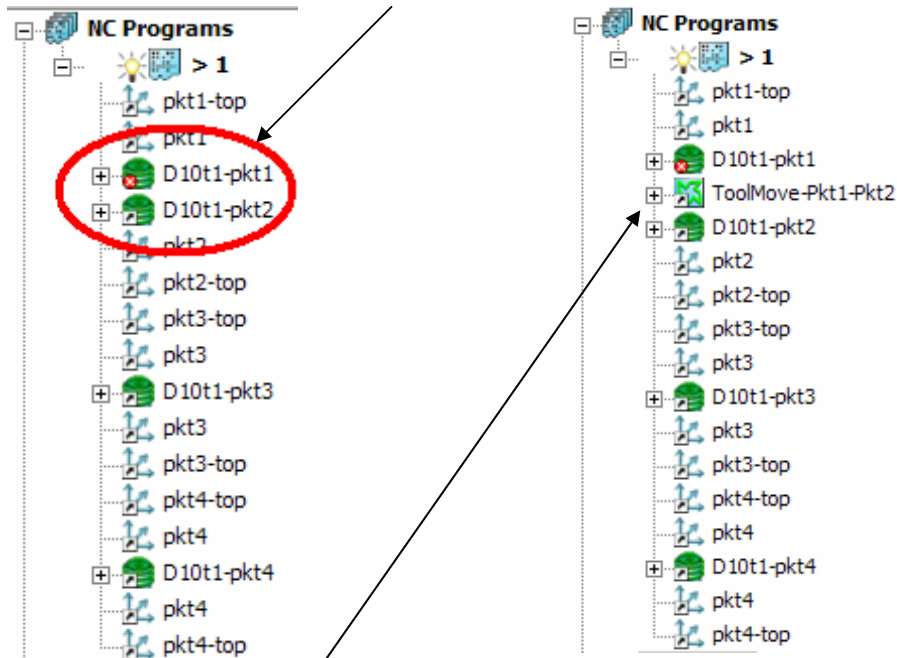 NC Programs
> 1
pkt1-top
pkt1
D10t1-pkt1
D10t1-pkt2
pkt2
pkt2-top
pkt3-top
pkt3
D10t1-pkt3
pkt3
pkt3-top
pkt4-top
pkt4
D10t1-pkt4
pkt4
pkt4-top
NC Programs
> 1
pkt1-top
pkt1
D10t1-pkt1
ToolMove-Pkt1-Pkt2
D10t1-pkt2
pkt2
pkt2-top
pkt3-top
pkt3
D10t1-pkt3
pkt3
pkt3-top
pkt4-top
pkt4
D10t1-pkt4
pkt4
pkt4-top